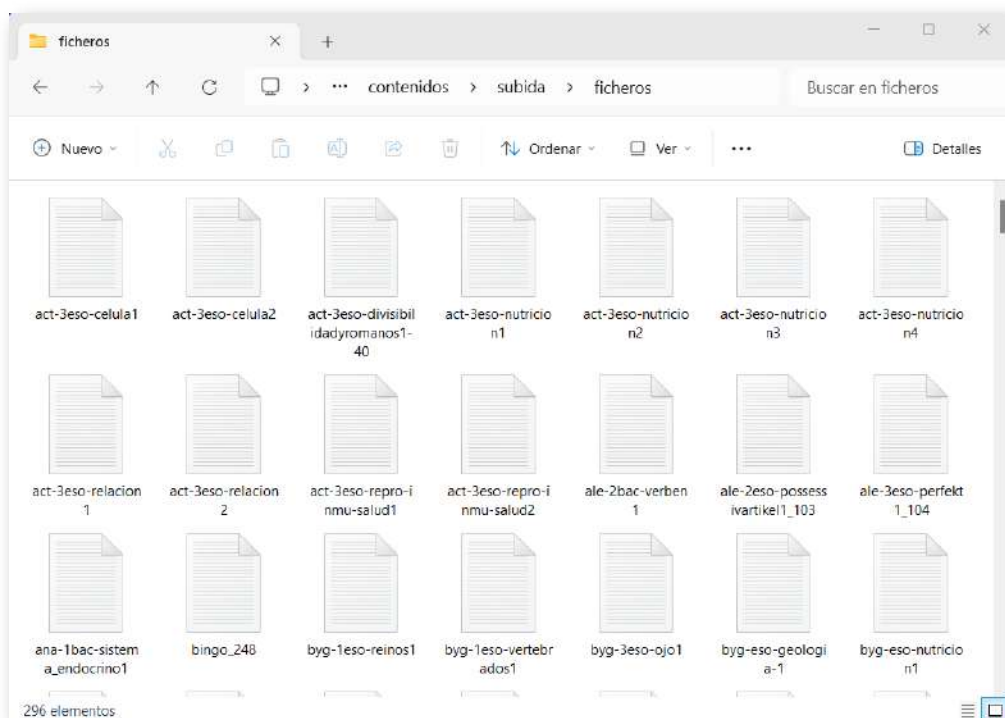 ficheros
contenidos > subida > ficheros
Buscar en ficheros
Nuevo
Ordenar
Ver
Detalles
act-3eso-celula1
act-3eso-celula2
act-3eso-divisibil
idadyromanos1-
40
act-3eso-nutricio
n1
act-3eso-nutricio
n2
act-3eso-nutricio
n3
act-3eso-nutricio
n4
act-3eso-relacion
1
act-3eso-relacion
2
act-3eso-repro-i
nmu-salud1
act-3eso-repro-i
nmu-salud2
ale-2bac-verben
1
ale-2eso-possess
ivartikel1_103
ale-3eso-perfekt
1_104
ana-1bac-sistem
a_endocrino1
bingo_248
byg-1eso-reinos1
byg-1eso-vertebr
ados1
byg-3eso-ojo1
byg-eso-geologi
a-1
byg-eso-nutricio
n1
296 elementos